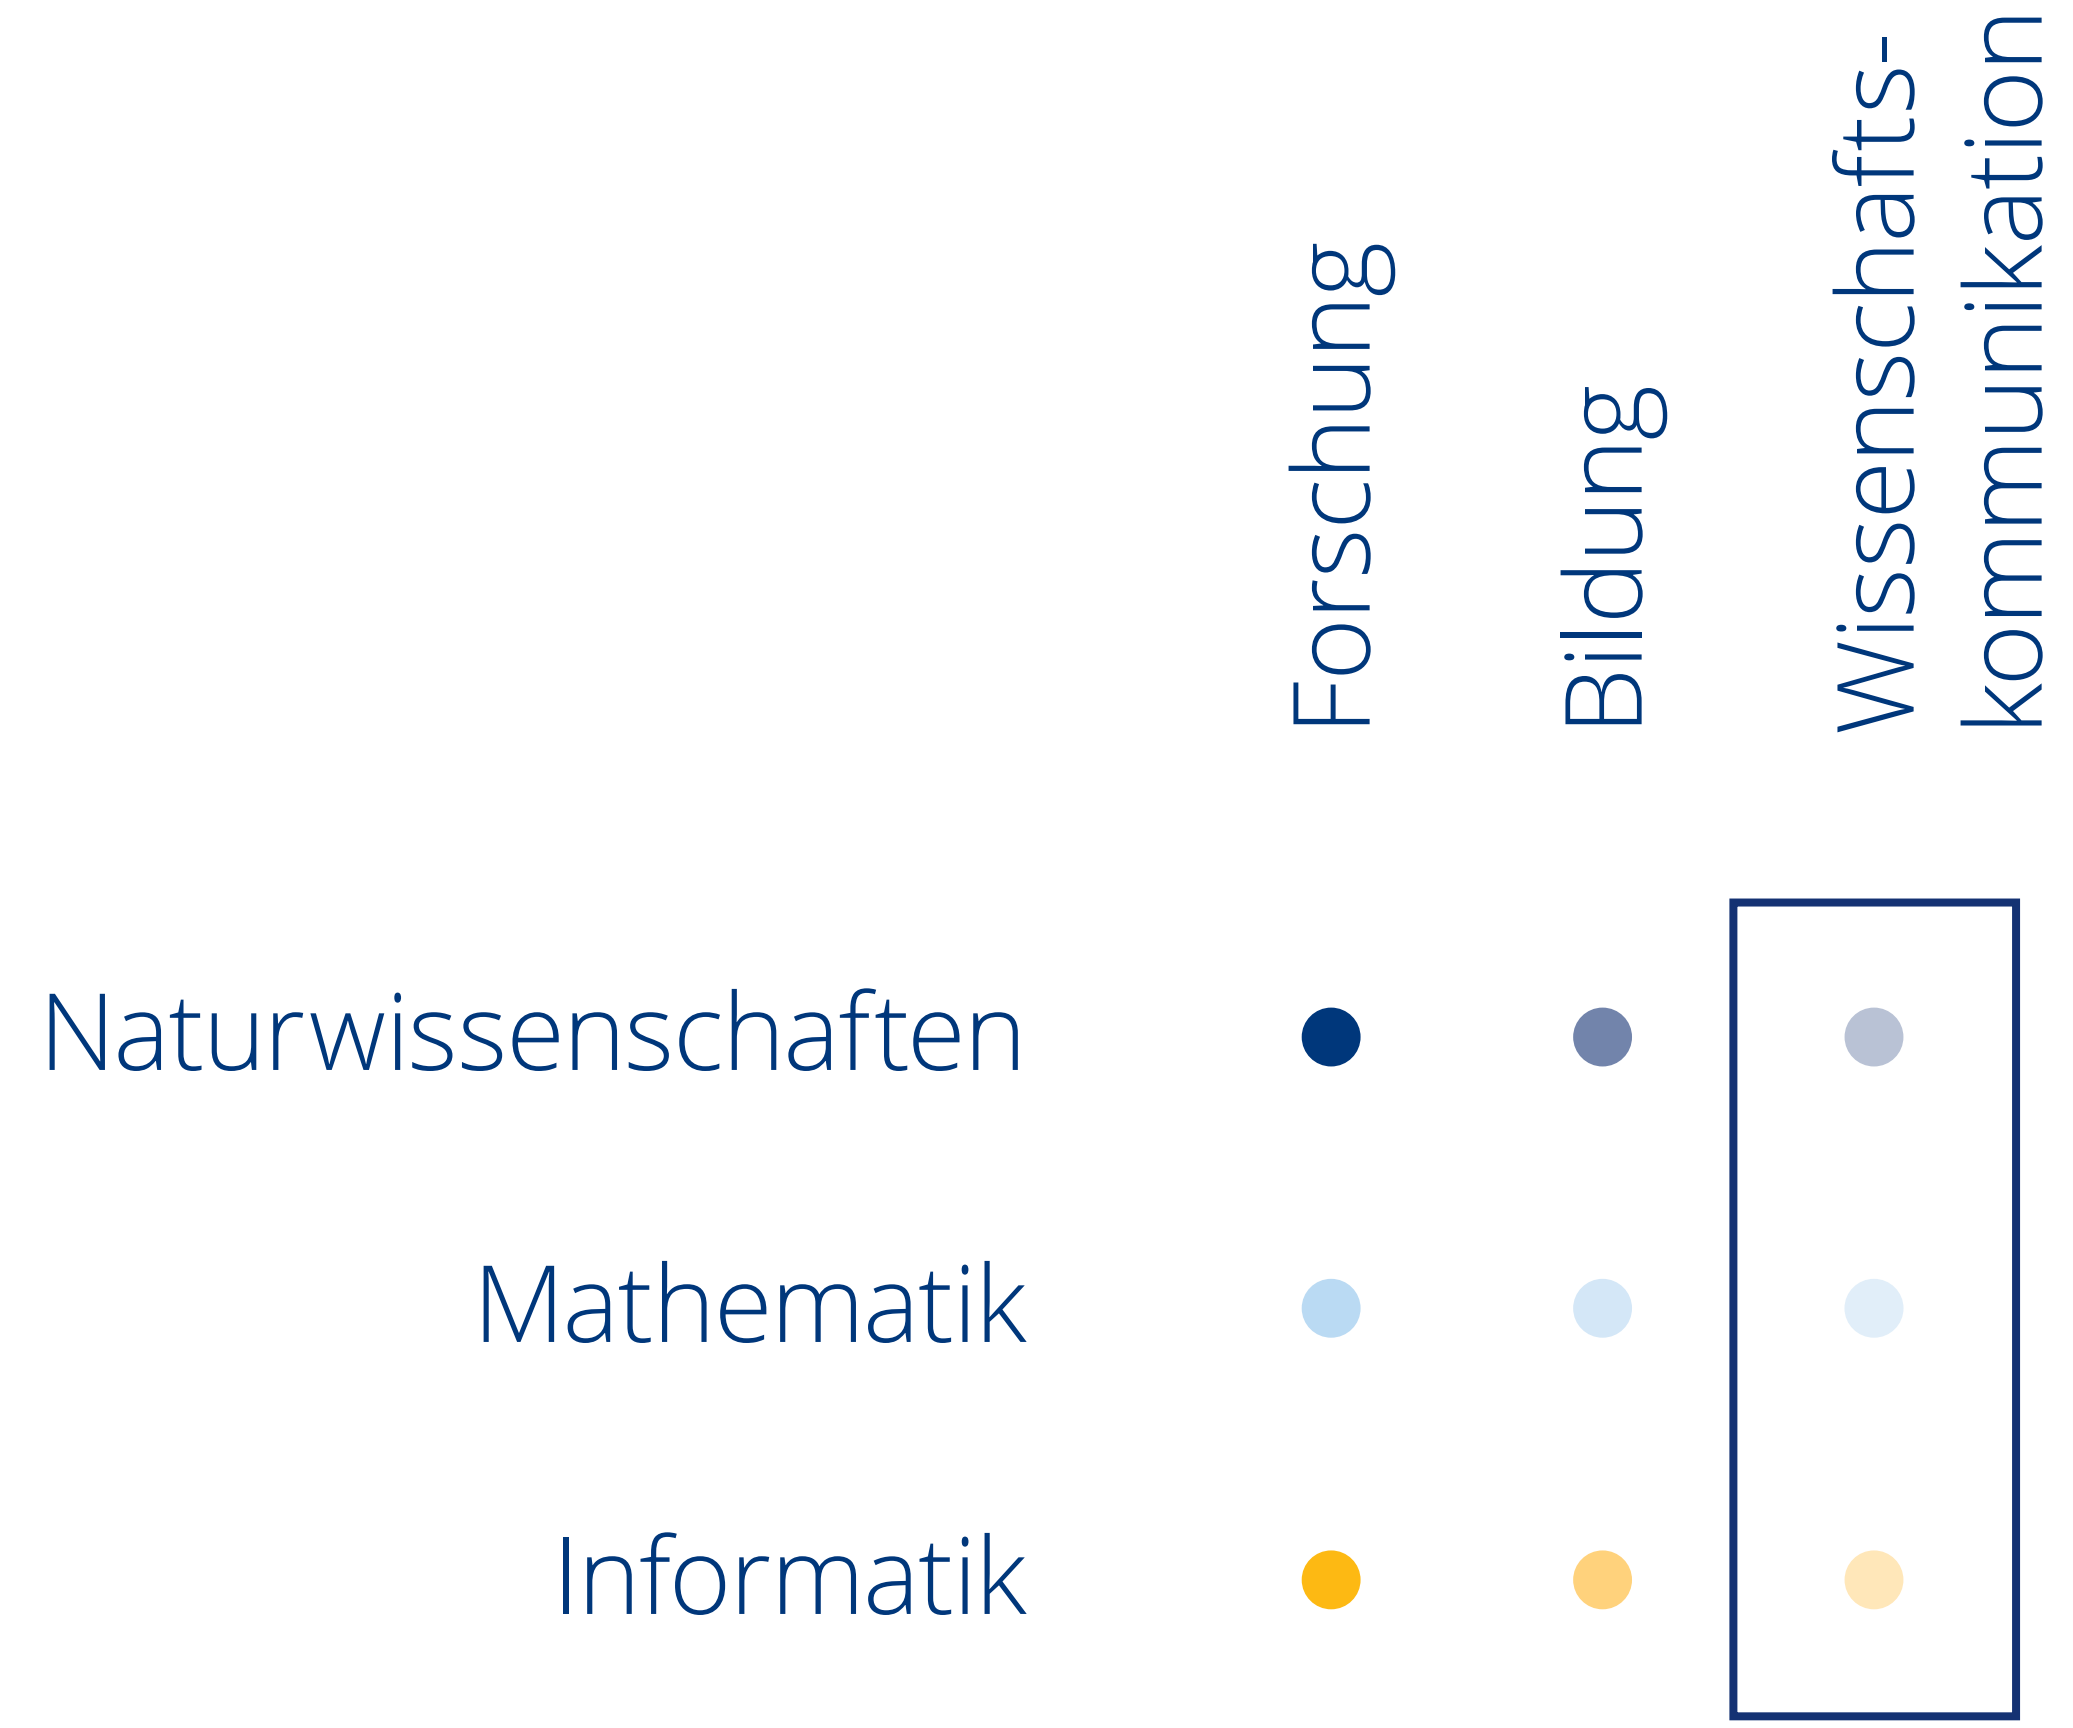 Forschung
Bildung
Wissenschafts-
kommunikation
Naturwissenschaften
Mathematik
Informatik